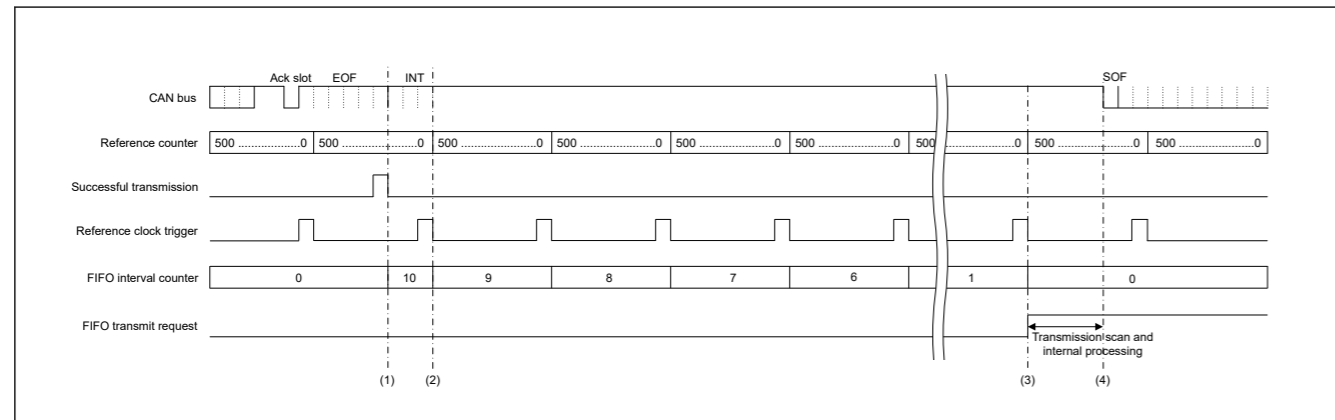 Ack slot EOF INT SOF
CAN bus
Reference counter 500 ..................0 500 ..................0 500 ..................0 500 ..................0 500 ..................0 500 ..................0 500 ..................0 500 ..................0 500 ..................0
Successful transmission
Reference clock trigger
FIFO interval counter 0 10 9 8 7 6 1 0
FIFO transmit request
Transmission scan and
internal processing
(1) (2) (3) (4)